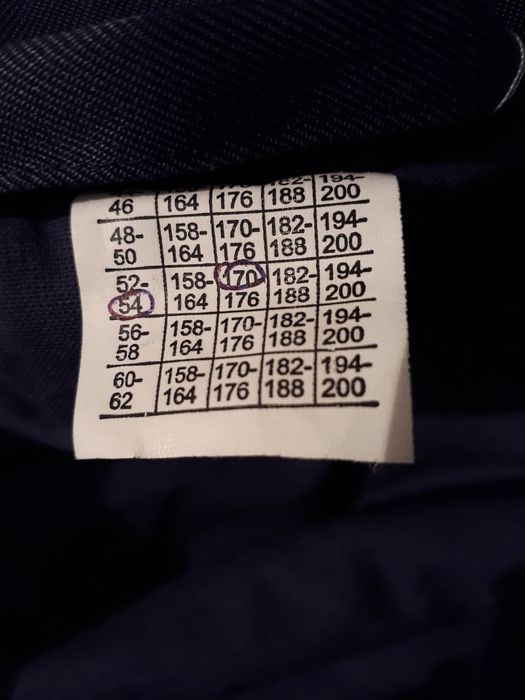 46 164 176 188 200
48- 158- 170- 182- 194-
50 164 176 188 200
52- 158- 170 182- 194-
54 164 176 188 200
56- 158- 170- 182- 194-
58 164 176 188 200
60- 158- 170- 182- 194-
62 164 176 188 200